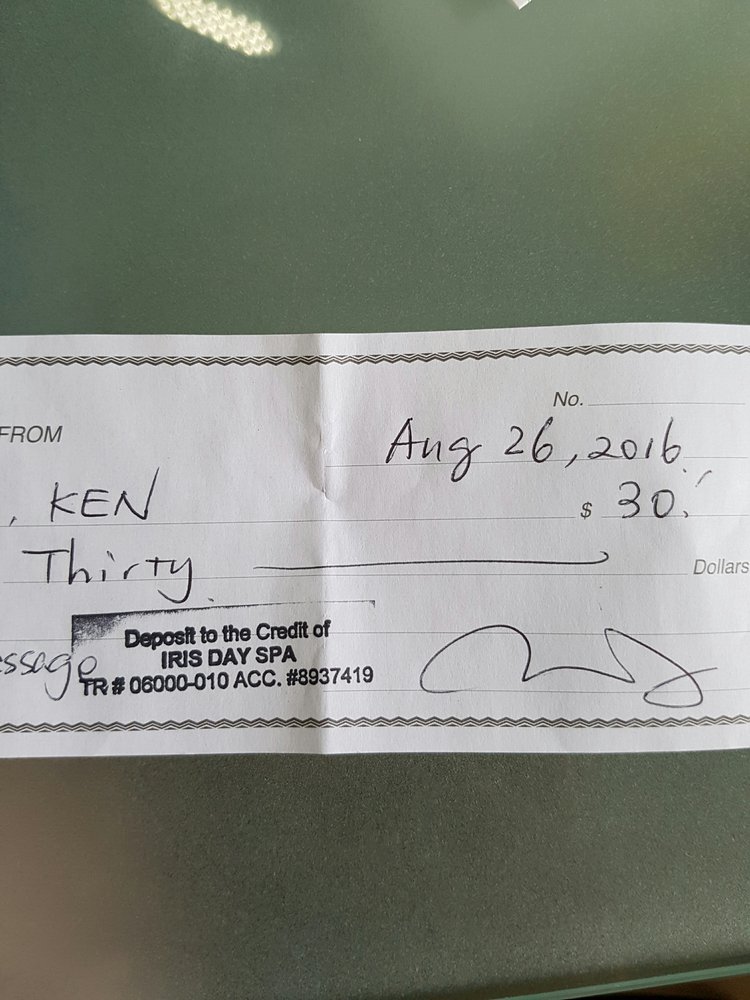 No.
FROM
Aug 26, 2016
, KEN
$ 30.
Thirty
Dollars
Deposit to the Credit of
essage IRIS DAY SPA
TR # 06000-010 ACC. #8937419